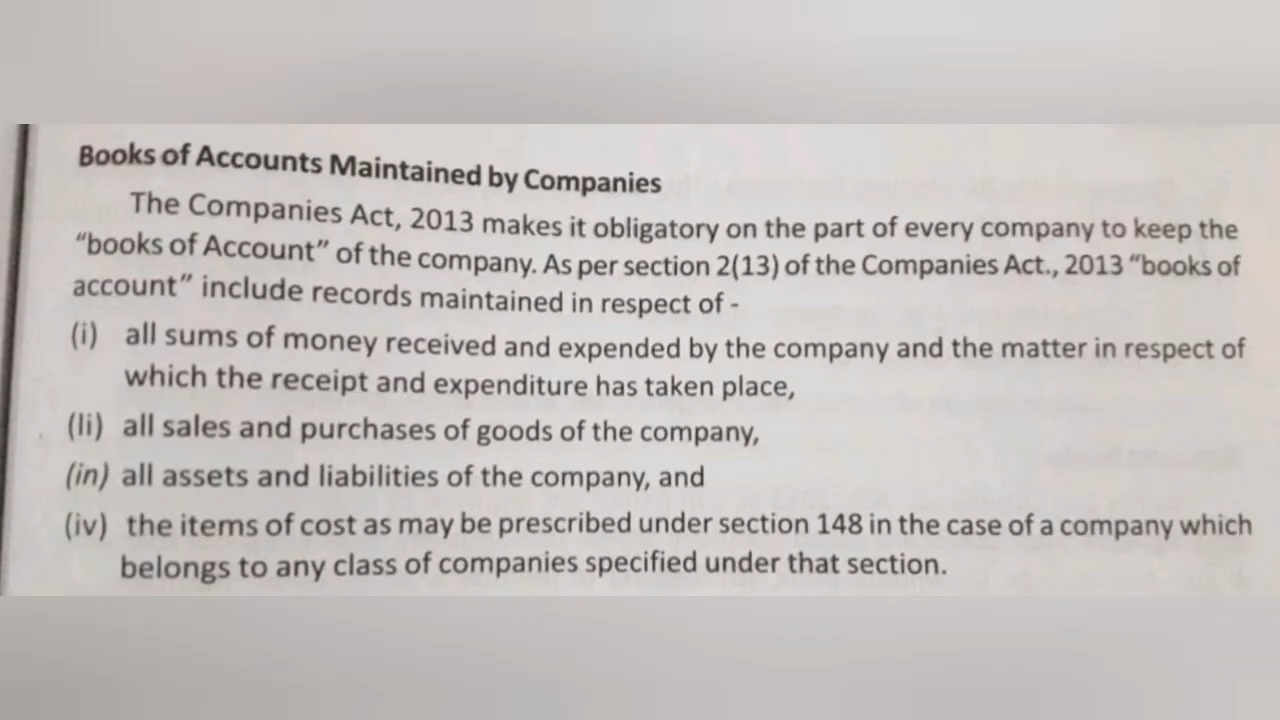 Books of Accounts Maintained by Companies
The Companies Act, 2013 makes it obligatory on the part of every company to keep the
“books of Account” of the company. As per section 2(13) of the Companies Act., 2013 “books of
account” include records maintained in respect of -
(i) all sums of money received and expended by the company and the matter in respect of
which the receipt and expenditure has taken place,
(li) all sales and purchases of goods of the company,
(in) all assets and liabilities of the company, and
(iv) the items of cost as may be prescribed under section 148 in the case of a company which
belongs to any class of companies specified under that section.